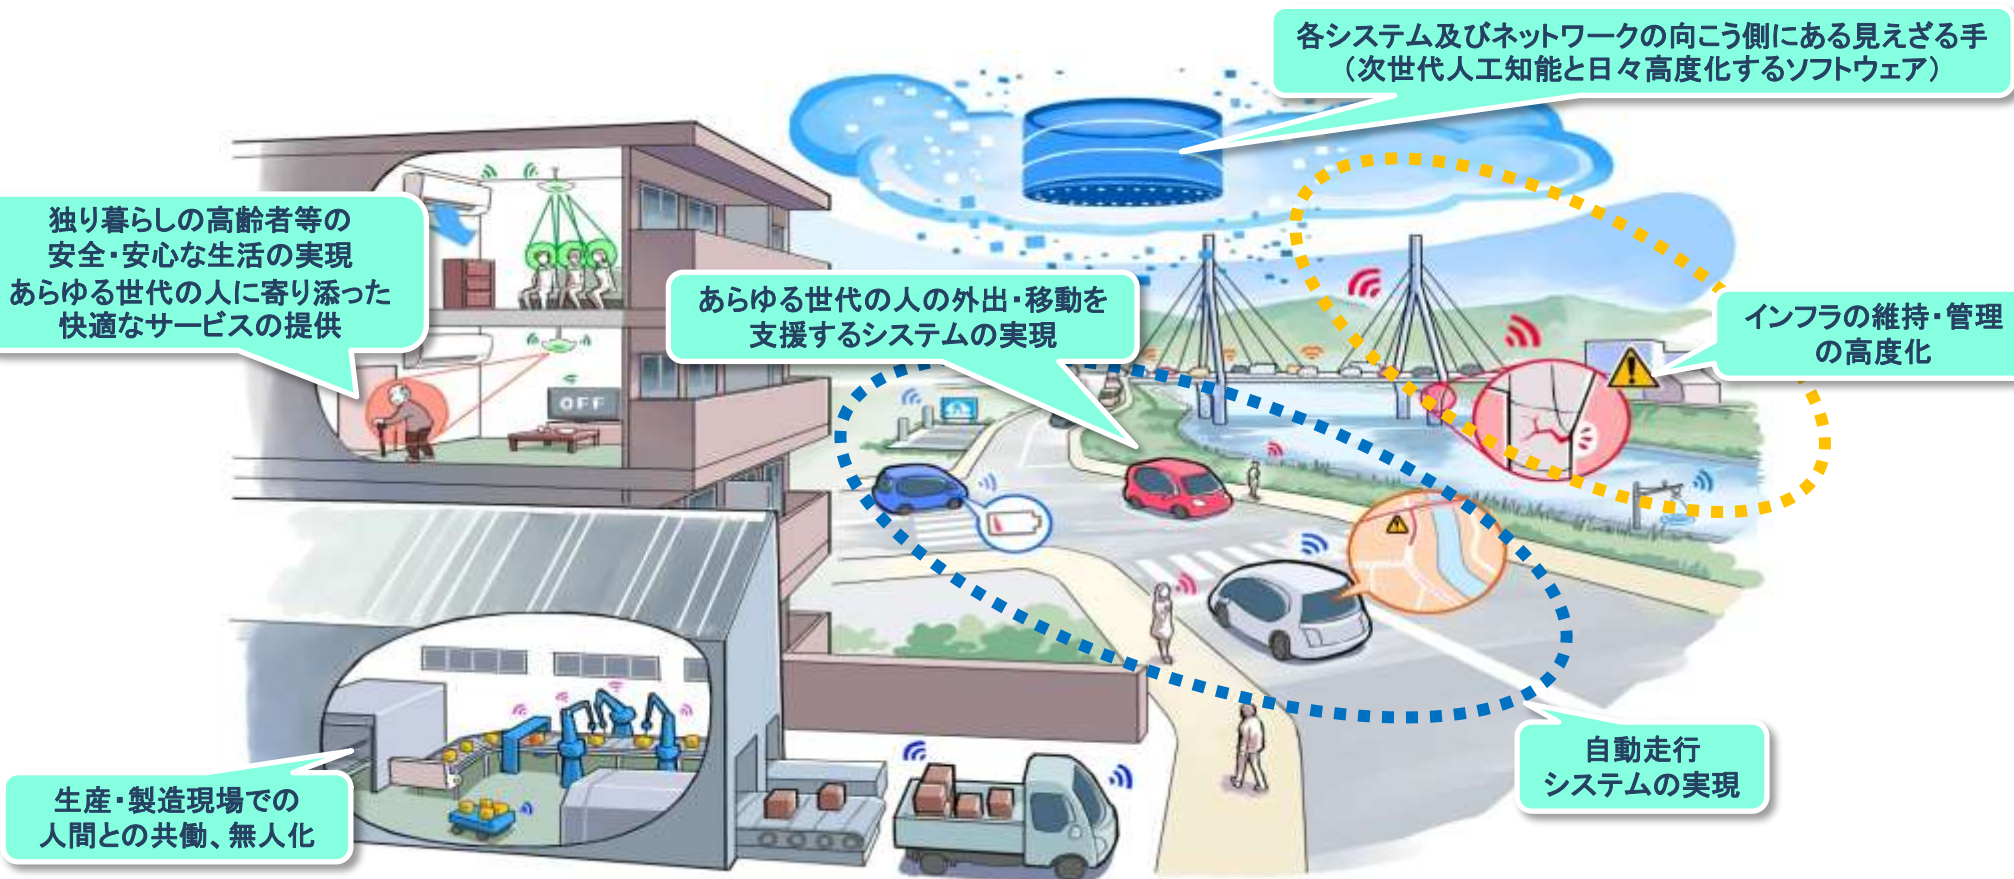 各システム及びネットワークの向こう側にある見えざる手
（次世代人工知能と日々高度化するソフトウェア）
独り暮らしの高齢者等の
安全・安心な生活の実現
あらゆる世代の人に寄り添った
快適なサービスの提供
あらゆる世代の人の外出・移動を
支援するシステムの実現
インフラの維持・管理
の高度化
OFF
自動走行
システムの実現
生産・製造現場での
人間との共働、無人化